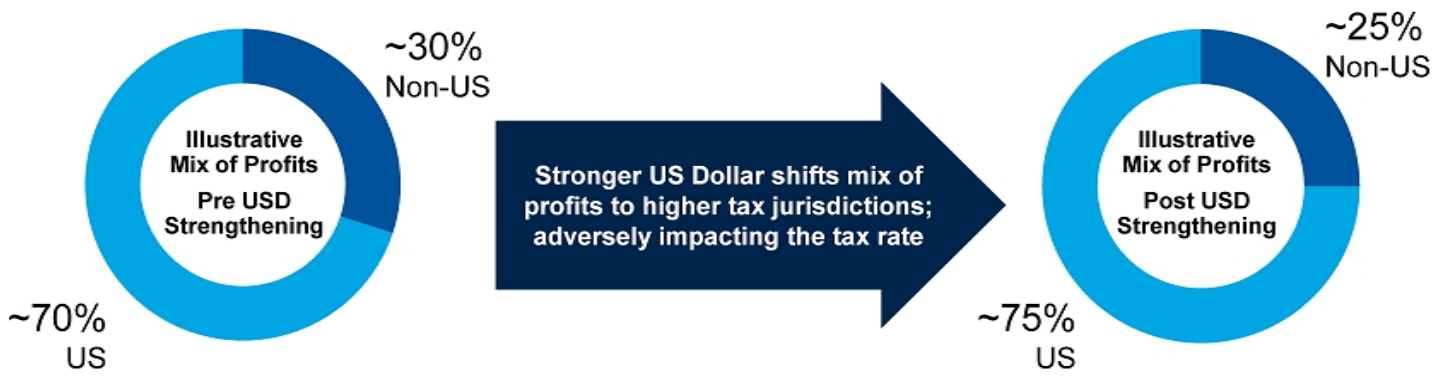 ~30%
Non-US
Illustrative
Mix of Profits
Pre USD
Strengthening
~70%
US
Stronger US Dollar shifts mix of
profits to higher tax jurisdictions;
adversely impacting the tax rate
~25%
Non-US
Illustrative
Mix of Profits
Post USD
Strengthening
~75%
US